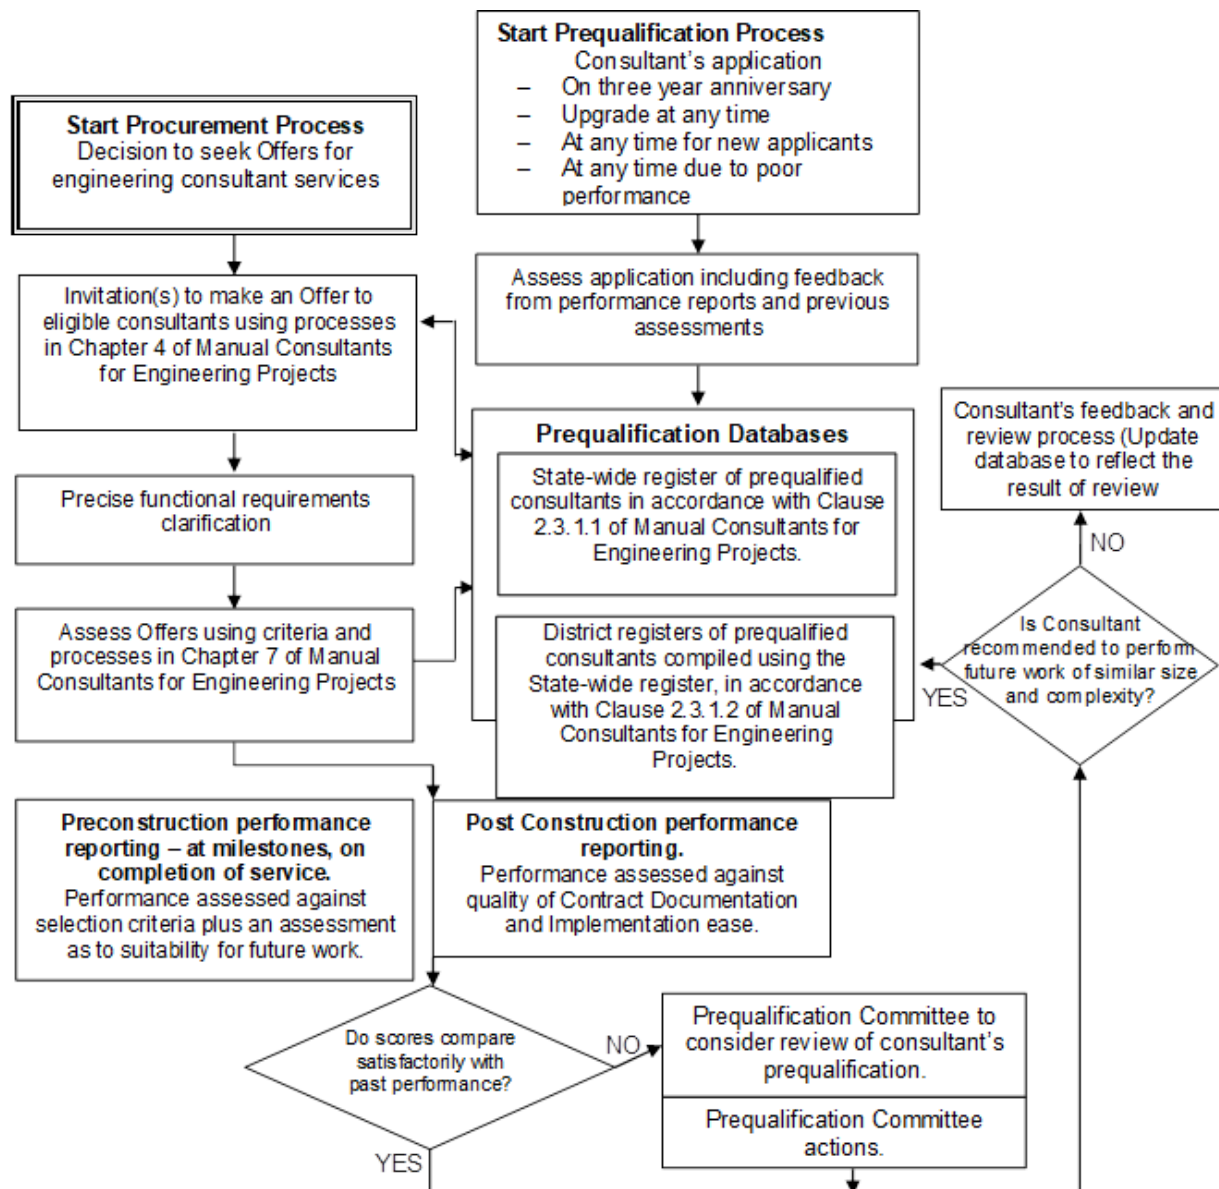 Start Prequalification Process
Consultant's application
– On three year anniversary
– Upgrade at any time
– At any time for new applicants
– At any time due to poor
performance
Start Procurement Process
Decision to seek Offers for
engineering consultant services
Invitation(s) to make an Offer to
eligible consultants using processes
in Chapter 4 of Manual Consultants
for Engineering Projects
Assess application including feedback
from performance reports and previous
assessments
Precise functional requirements
clarification
Prequalification Databases
State-wide register of prequalified
consultants in accordance with Clause
2.3.1.1 of Manual Consultants for
Engineering Projects.
District registers of prequalified
consultants compiled using the
State-wide register, in accordance
with Clause 2.3.1.2 of Manual
Consultants for Engineering
Projects.
Consultant's feedback and
review process (Update
database to reflect the
result of review
NO
Is Consultant
recommended to perform
future work of similar size
and complexity?
YES
Assess Offers using criteria and
processes in Chapter 7 of Manual
Consultants for Engineering Projects
Preconstruction performance
reporting – at milestones, on
completion of service.
Performance assessed against
selection criteria plus an assessment
as to suitability for future work.
Post Construction performance
reporting.
Performance assessed against
quality of Contract Documentation
and Implementation ease.
Do scores compare
satisfactorily with
past performance?
NO
YES
Prequalification Committee to
consider review of consultant's
prequalification.
Prequalification Committee
actions.